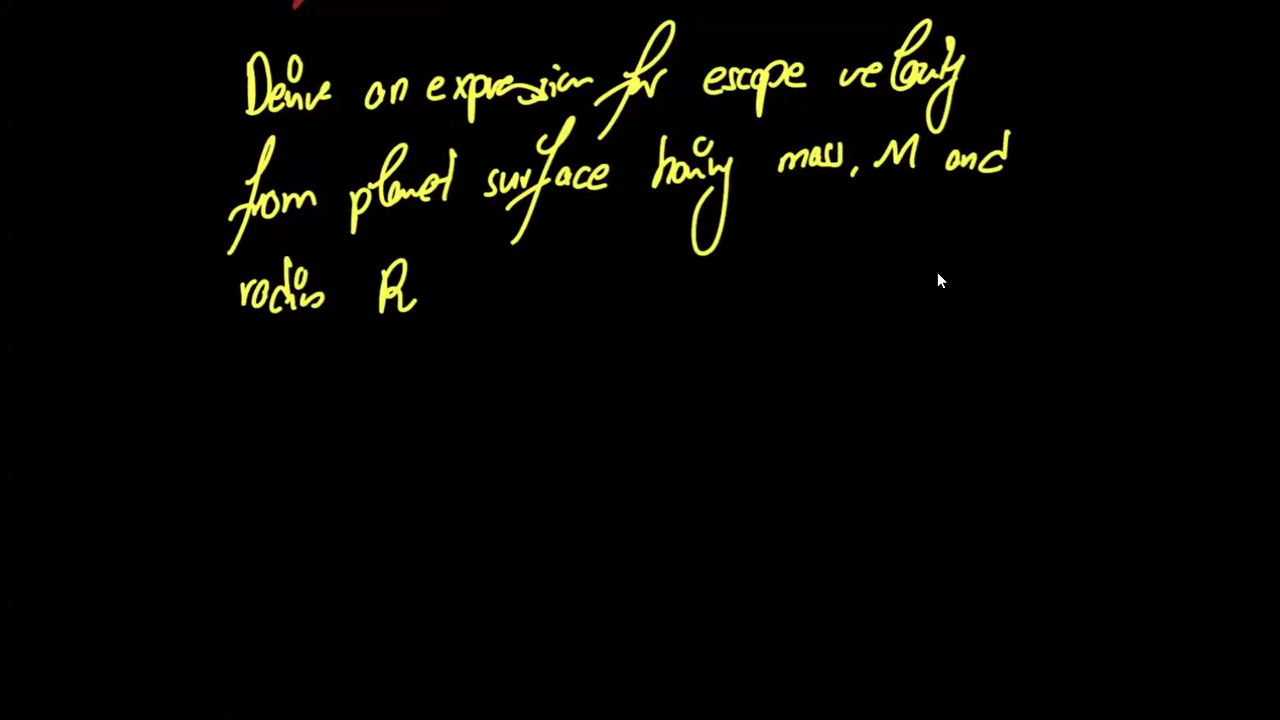 Derive an expression for escape velocity
from planet surface having mass, M and
radius R